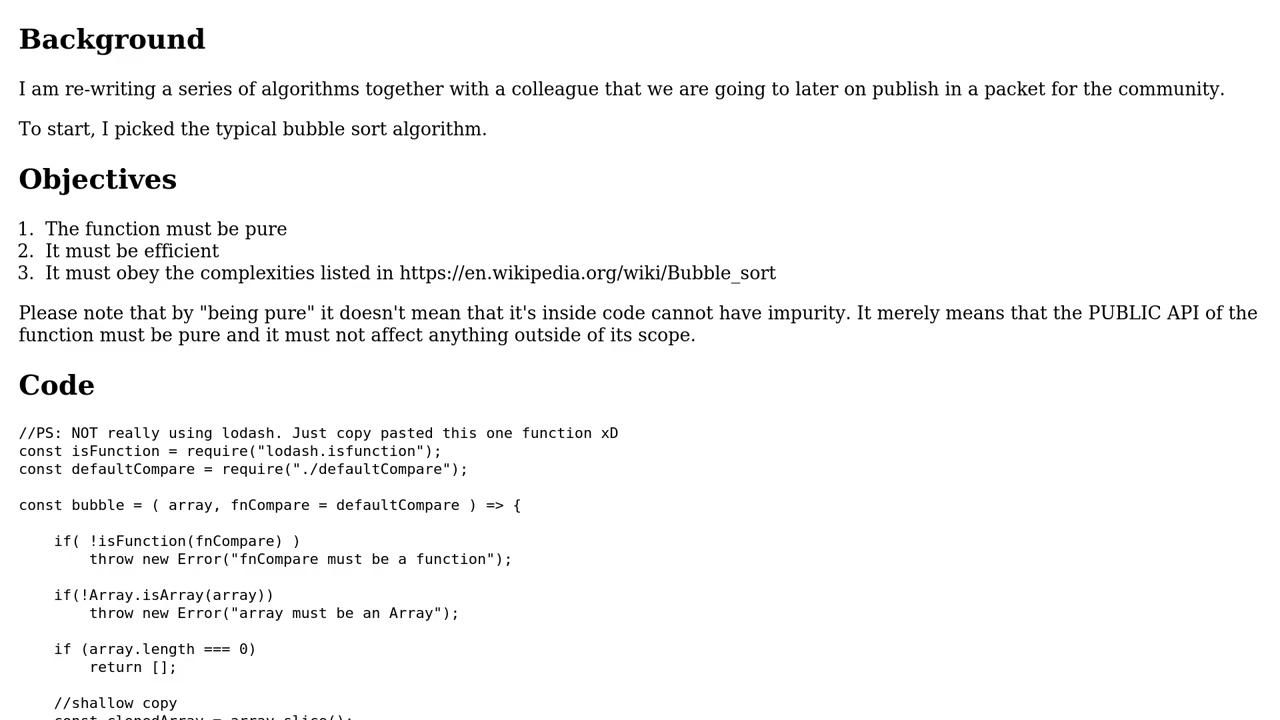 Background
I am re-writing a series of algorithms together with a colleague that we are going to later on publish in a packet for the community.
To start, I picked the typical bubble sort algorithm.
Objectives
1. The function must be pure
2. It must be efficient
3. It must obey the complexities listed in https://en.wikipedia.org/wiki/Bubble_sort
Please note that by "being pure" it doesn't mean that it's inside code cannot have impurity. It merely means that the PUBLIC API of the
function must be pure and it must not affect anything outside of its scope.
Code
//PS: NOT really using lodash. Just copy pasted this one function xD
const isFunction = require("lodash.isfunction");
const defaultCompare = require("./defaultCompare");
const bubble = ( array, fnCompare = defaultCompare ) => {
    if( !isFunction(fnCompare) )
        throw new Error("fnCompare must be a function");
    if(!Array.isArray(array))
        throw new Error("array must be an Array");
    if (array.length === 0)
        return [];
    //shallow copy
    const clonedArray = array.slice();